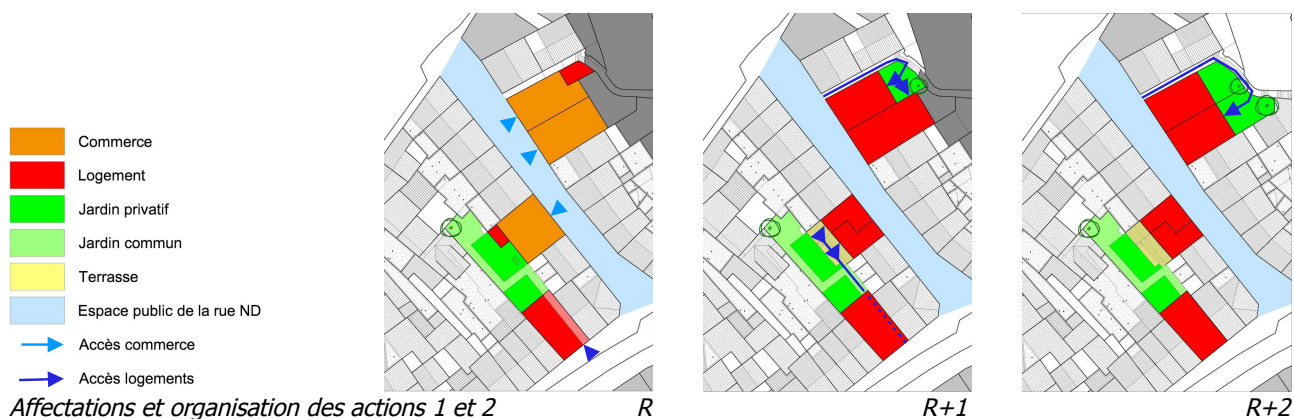 Commerce
Logement
Jardin privatif
Jardin commun
Terrasse
Espace public de la rue ND
Accès commerce
Accès logements
Affectations et organisation des actions 1 et 2
R
R+1
R+2